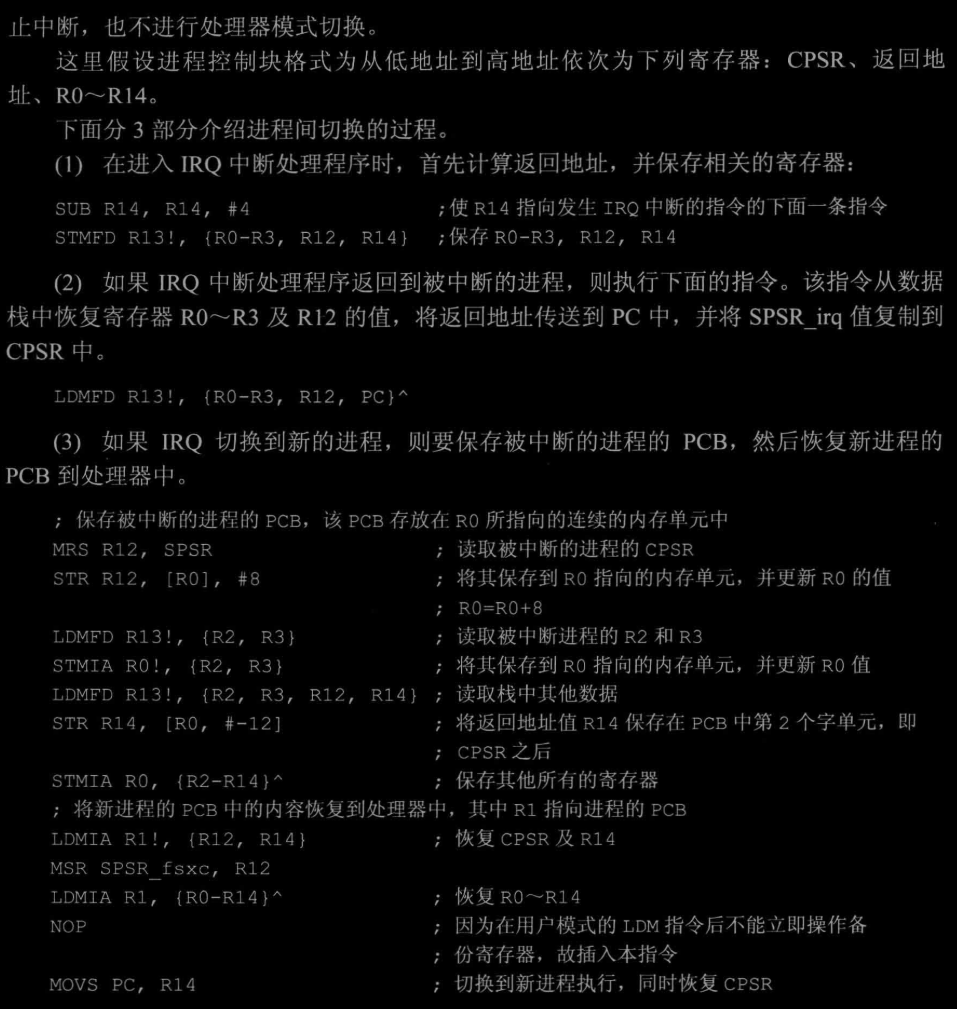 止中断，也不进行处理器模式切换。
这里假设进程控制块格式为从低地址到高地址依次为下列寄存器：CPSR、返回地
址、R0～R14。
下面分 3 部分介绍进程间切换的过程。
(1) 在进入 IRQ 中断处理程序时，首先计算返回地址，并保存相关的寄存器：
SUB R14, R14, #4 ;使 R14 指向发生 IRQ 中断的指令的下面一条指令
STMFD R13!, {R0-R3, R12, R14} ;保存 R0-R3, R12, R14
(2) 如果 IRQ 中断处理程序返回到被中断的进程，则执行下面的指令。该指令从数据
栈中恢复寄存器 R0～R3 及 R12 的值，将返回地址传送到 PC 中，并将 SPSR_irq 值复制到
CPSR 中。
LDMFD R13!, {R0-R3, R12, PC}^
(3) 如果 IRQ 切换到新的进程，则要保存被中断的进程的 PCB，然后恢复新进程的
PCB 到处理器中。
; 保存被中断的进程的 PCB，该 PCB 存放在 R0 所指向的连续的内存单元中
MRS R12, SPSR ; 读取被中断的进程的 CPSR
STR R12, [R0], #8 ; 将其保存到 R0 指向的内存单元，并更新 R0 的值
; R0=R0+8
LDMFD R13!, {R2, R3} ; 读取被中断进程的 R2 和 R3
STMIA R0!, {R2, R3} ; 将其保存到 R0 指向的内存单元，并更新 R0 值
LDMFD R13!, {R2, R3, R12, R14} ; 读取栈中其他数据
STR R14, [R0, #-12] ; 将返回地址值 R14 保存在 PCB 中第 2 个字单元，即
; CPSR 之后
STMIA R0, {R2-R14}^ ; 保存其他所有的寄存器
; 将新进程的 PCB 中的内容恢复到处理器中，其中 R1 指向进程的 PCB
LDMIA R1!, {R12, R14} ; 恢复 CPSR 及 R14
MSR SPSR_fsxc, R12
LDMIA R1, {R0-R14}^ ; 恢复 R0～R14
NOP ; 因为在用户模式的 LDM 指令后不能立即操作备
; 份寄存器，故插入本指令
MOVS PC, R14 ; 切换到新进程执行，同时恢复 CPSR